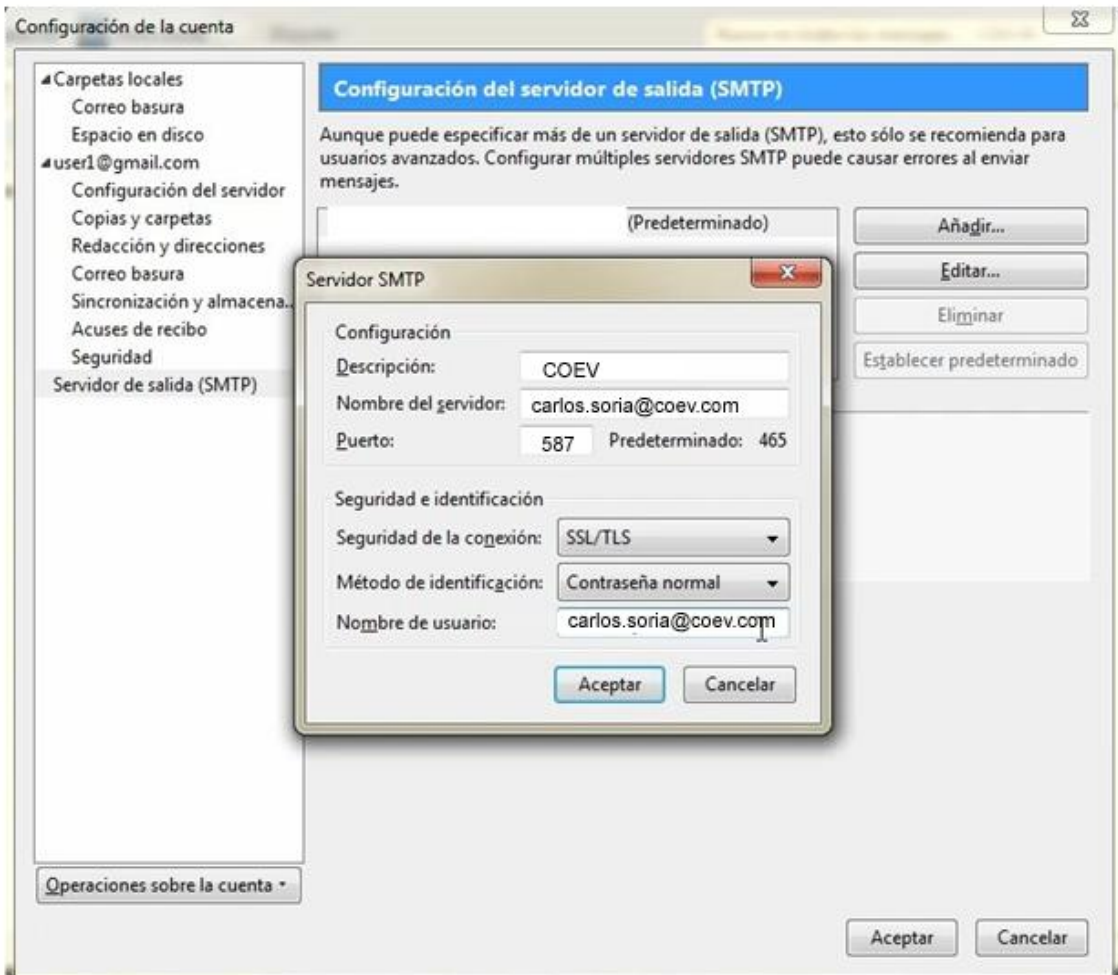 Configuración de la cuenta
Carpetas locales
Correo basura
Espacio en disco
user1@gmail.com
Configuración del servidor
Copias y carpetas
Redacción y direcciones
Correo basura
Sincronización y almacena..
Acuses de recibo
Seguridad
Servidor de salida (SMTP)
Operaciones sobre la cuenta
Configuración del servidor de salida (SMTP)
Aunque puede especificar más de un servidor de salida (SMTP), esto sólo se recomienda para
usuarios avanzados. Configurar múltiples servidores SMTP puede causar errores al enviar
mensajes.
(Predeterminado)
Añadir...
Editar...
Eliminar
Establecer predeterminado
Servidor SMTP
Configuración
Descripción: COEV
Nombre del servidor: carlos.soria@coev.com
Puerto: 587 Predeterminado: 465
Seguridad e identificación
Seguridad de la conexión: SSL/TLS
Método de identificación: Contraseña normal
Nombre de usuario: carlos.soria@coev.com
Aceptar Cancelar
Aceptar Cancelar